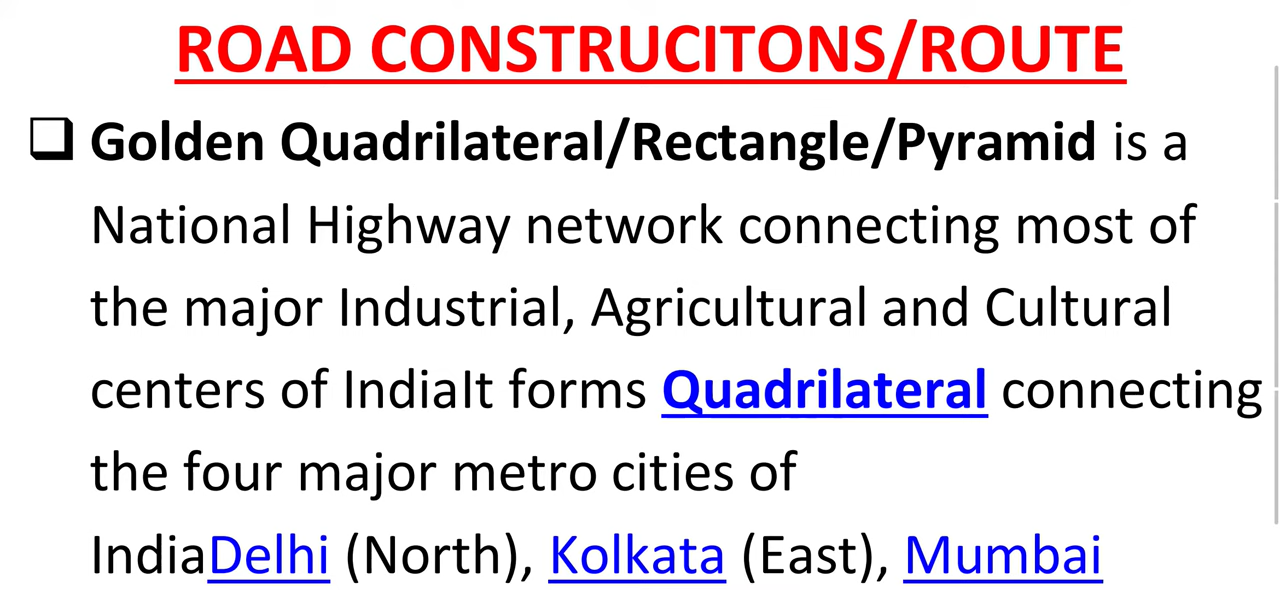 ROAD CONSTRUCITONS/ROUTE
❑ Golden Quadrilateral/Rectangle/Pyramid is a
National Highway network connecting most of
the major Industrial, Agricultural and Cultural
centers of IndiaIt forms Quadrilateral connecting
the four major metro cities of
IndiaDelhi (North), Kolkata (East), Mumbai